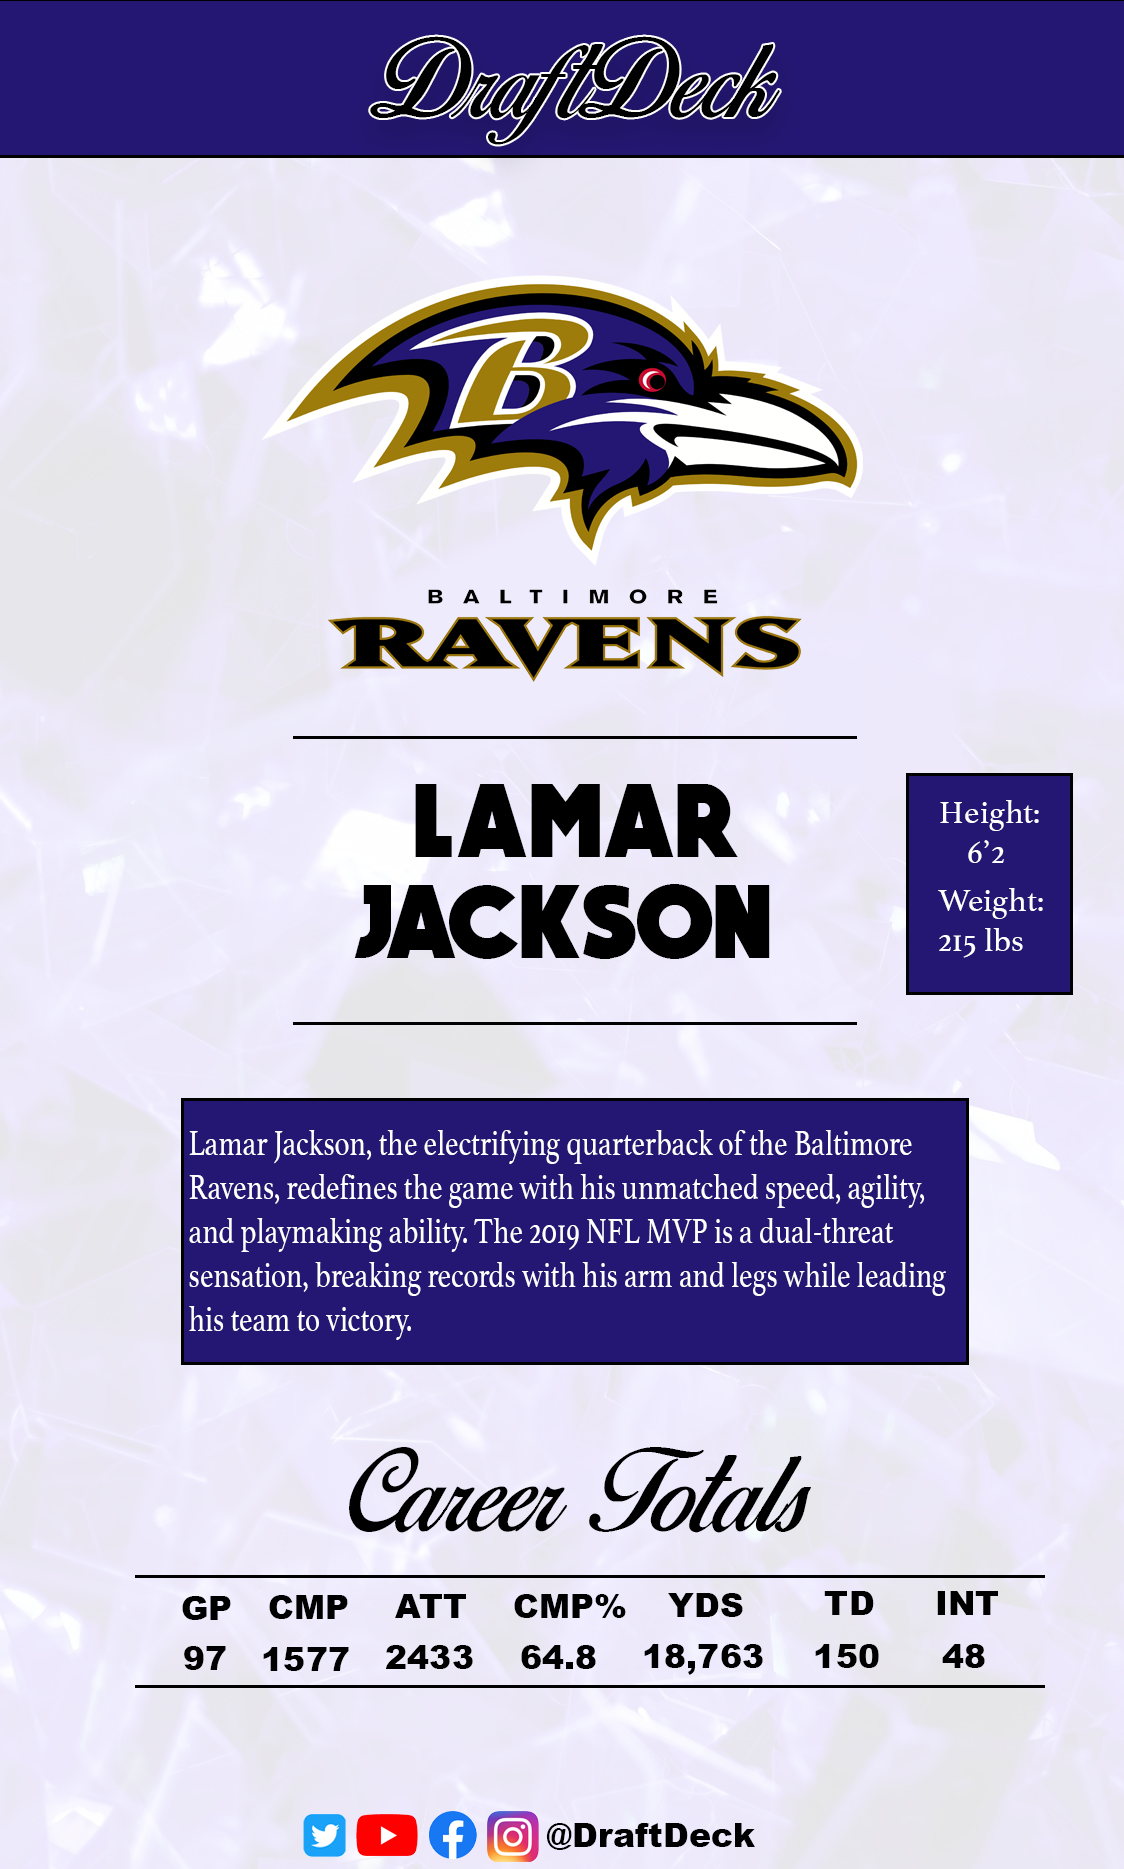 DraftDeck
B
BALTIMORE
RAVENS
LAMAR
JACKSON
Height:
6’2
Weight:
215 lbs
Lamar Jackson, the electrifying quarterback of the Baltimore
Ravens, redefines the game with his unmatched speed, agility,
and playmaking ability. The 2019 NFL MVP is a dual-threat
sensation, breaking records with his arm and legs while leading
his team to victory.
Career Totals
GP CMP ATT CMP% YDS TD INT
97 1577 2433 64.8 18,763 150 48
@DraftDeck